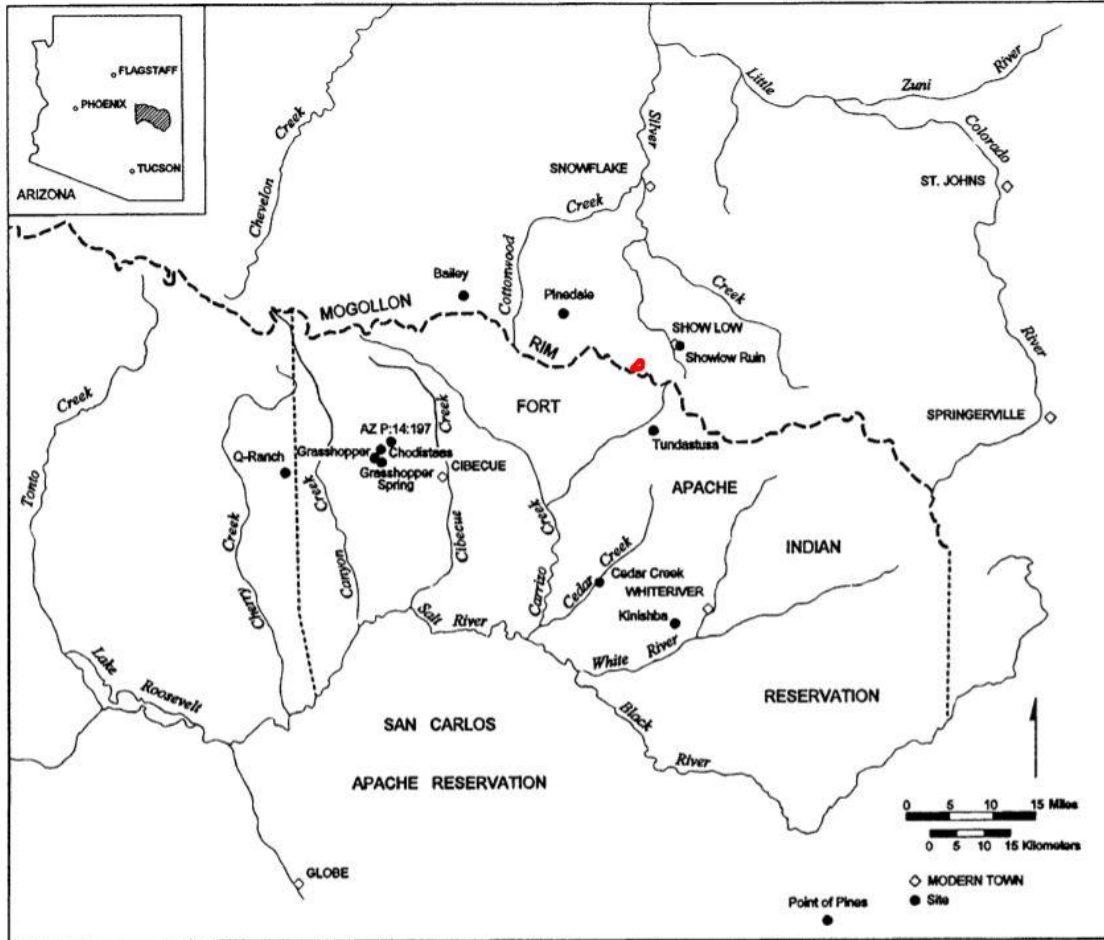 FLAGSTAFF
PHOENIX
TUCSON
ARIZONA
Chevelon Creek
Little Colorado River
Zuni River
Silver Creek
SNOWFLAKE
ST. JOHNS
Cottonwood Creek
Bailey
Pinedale
MOGOLLON RIM
SHOW LOW
Showlow Ruin
SPRINGERVILLE
Tonto Creek
FORT APACHE INDIAN RESERVATION
AZ P:14:197
Grasshopper
Chodistaas
Grasshopper
Spring
Q-Ranch
CIBECUE
Tundastusa
Cherry Creek
Canyon Creek
Cibecue Creek
Carrizo Creek
Cedar Creek
Cedar Creek
WHITERIVER
Kinishba
Salt River
White River
Black River
Lake Roosevelt
SAN CARLOS
APACHE RESERVATION
GLOBE
0 5 10 15 Miles
0 5 10 15 Kilometers
MODERN TOWN
Site
Point of Pines